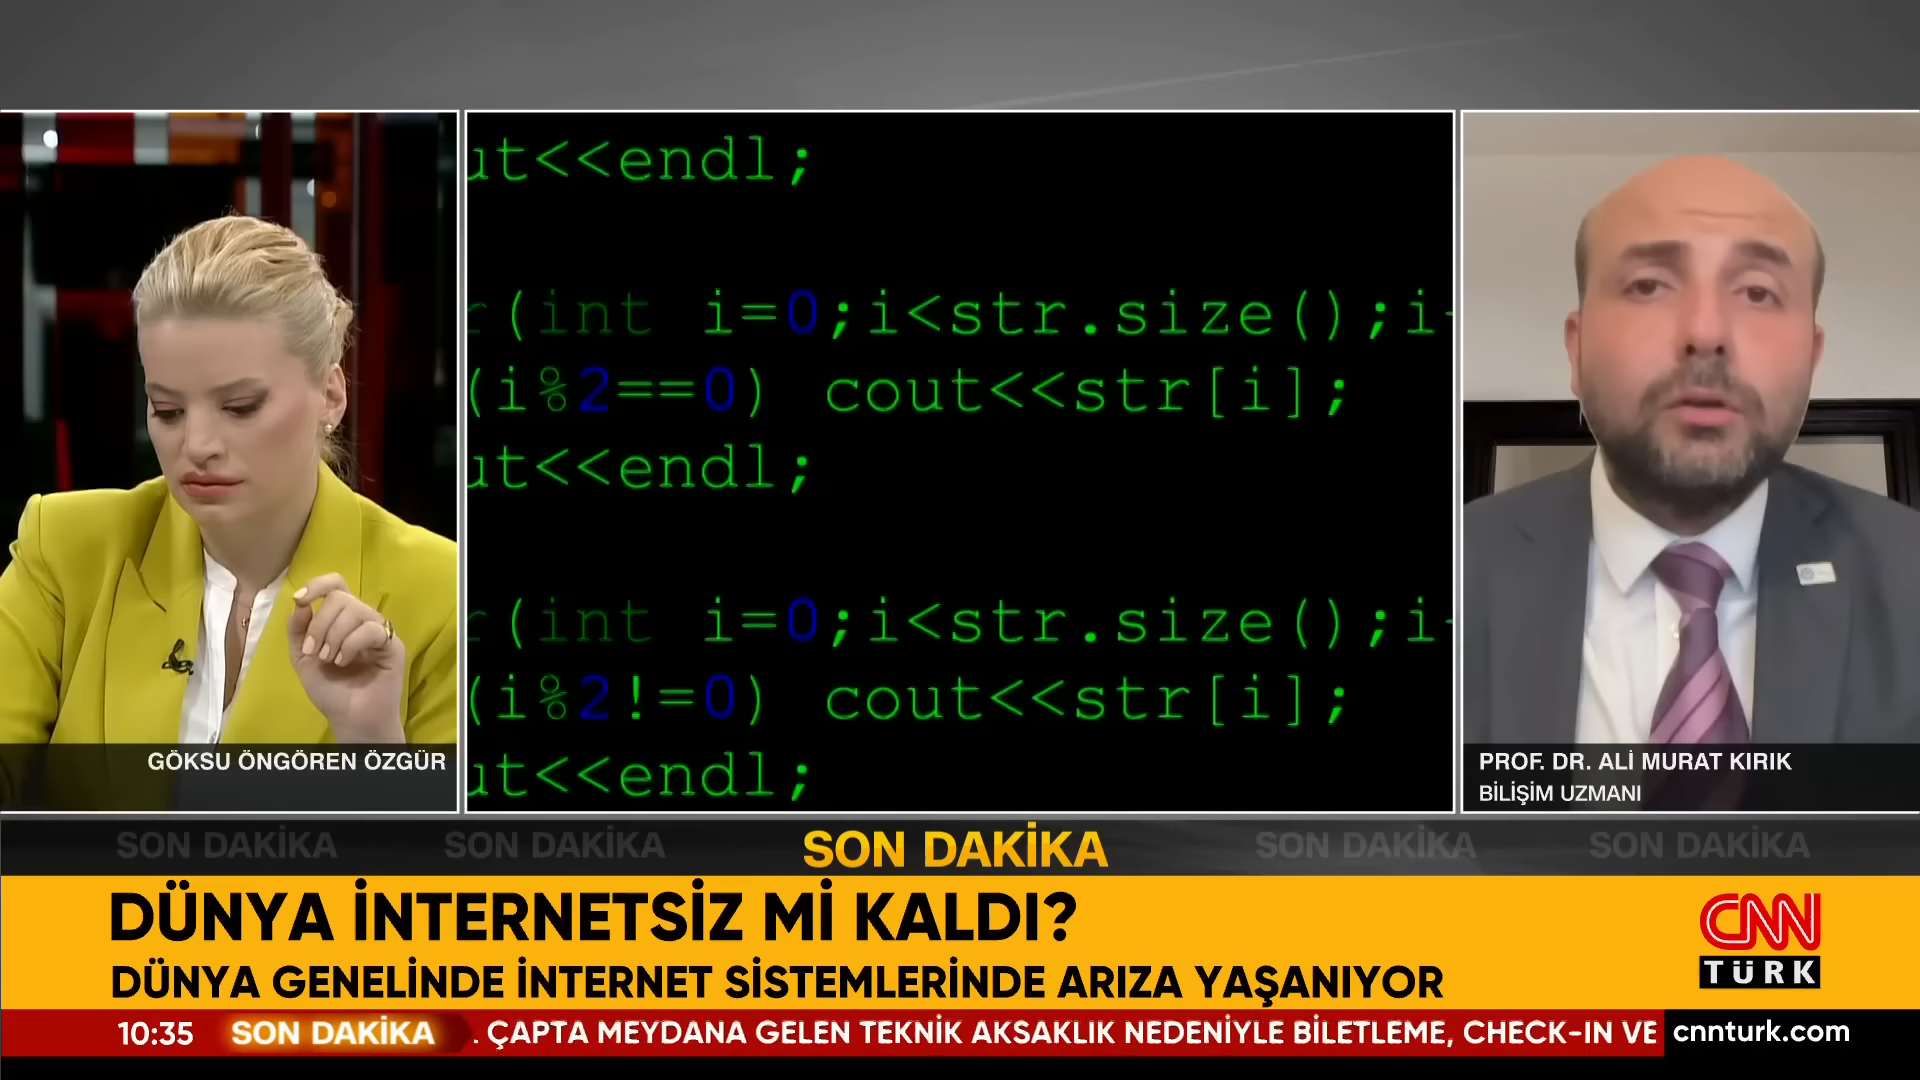 ut<<endl;
r(int i=0;i<str.size();i+
(i%2==0) cout<<str[i];
ut<<endl;
r(int i=0;i<str.size();i+
(i%2!=0) cout<<str[i];
ut<<endl;
GÖKSU ÖNGÖREN ÖZGÜR
PROF. DR. ALİ MURAT KIRIK
BİLİŞİM UZMANI
SON DAKİKA SON DAKİKA SON DAKİKA SON DAKİKA SON DAKİKA
DÜNYA İNTERNETSİZ Mİ KALDI?
DÜNYA GENELİNDE İNTERNET SİSTEMLERİNDE ARIZA YAŞANIYOR
CNN
TÜRK
10:35 SON DAKİKA . ÇAPTA MEYDANA GELEN TEKNİK AKSAKLIK NEDENİYLE BİLETLEME, CHECK-IN VE cnnturk.com